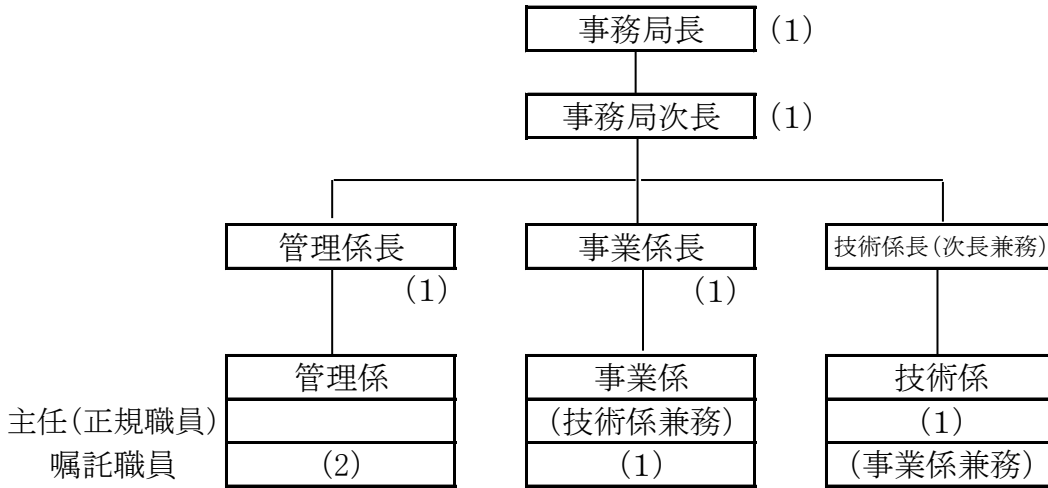 事務局長 (1)
事務局次長 (1)
管理係長 事業係長 技術係長(次長兼務)
(1) (1)
管理係 事業係 技術係
主任(正規職員) (技術係兼務) (1)
嘱託職員 (2) (1) (事業係兼務)